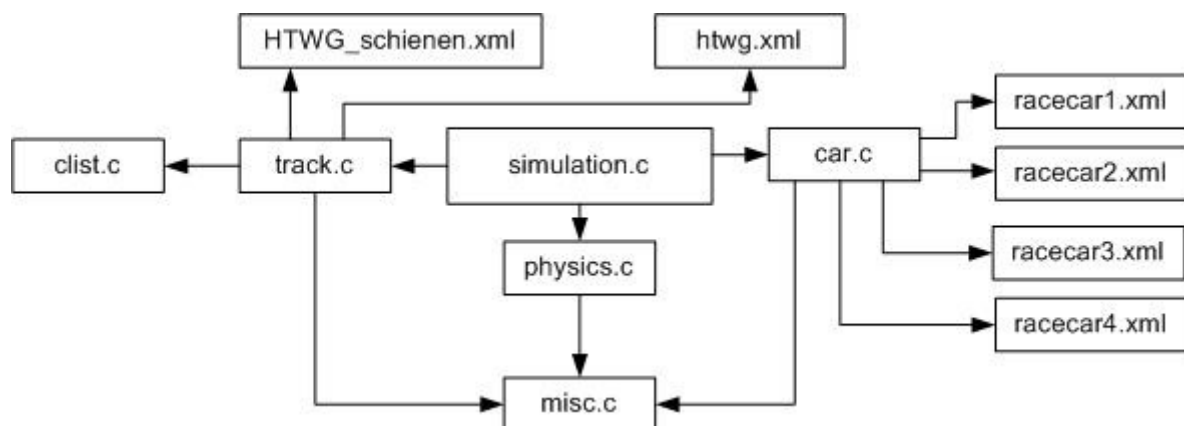 HTWG_schienen.xml
htwg.xml
racecar1.xml
clist.c
track.c
simulation.c
car.c
racecar2.xml
physics.c
racecar3.xml
racecar4.xml
misc.c